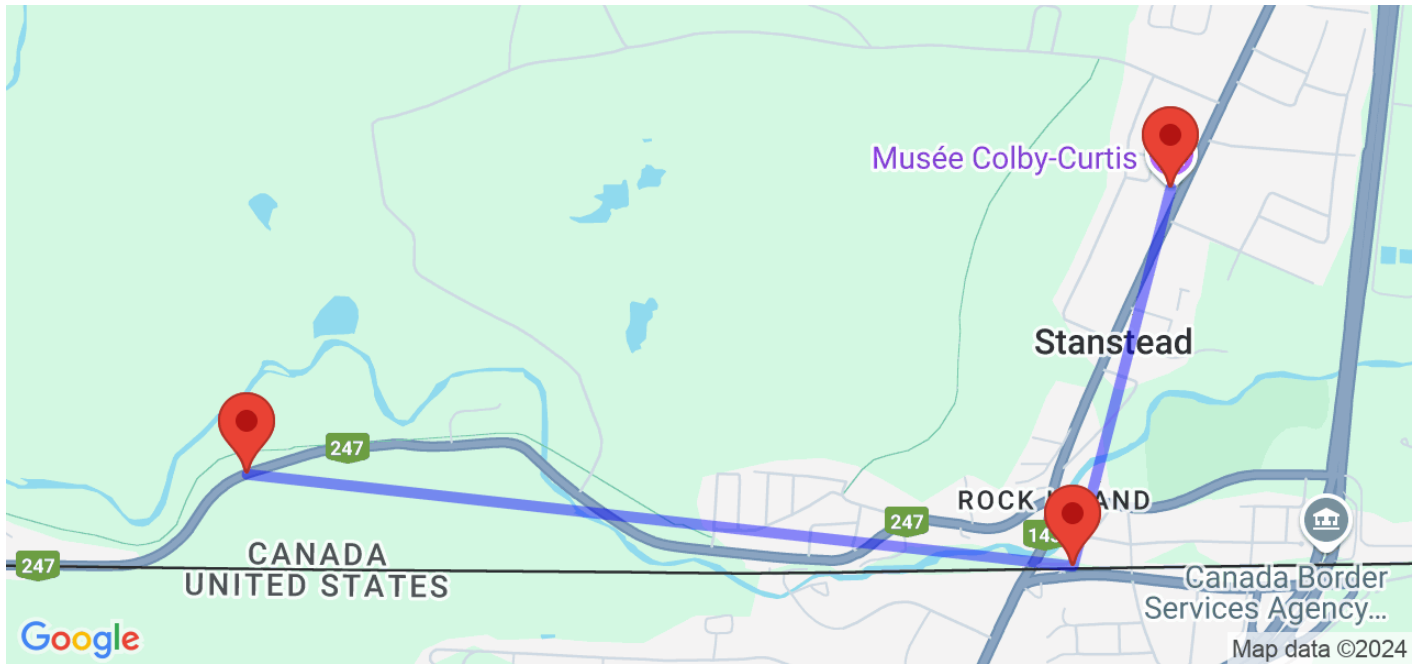 Musée Colby-Curtis
Stanstead
247
ROCK
247
CANADA
UNITED STATES
247
Canada Border
Services Agency...
Google
Map data ©2024